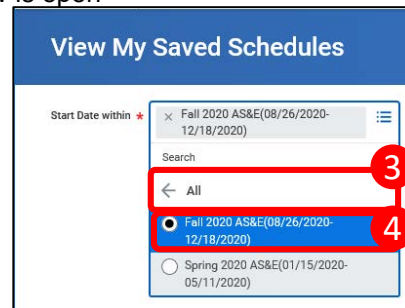 is open
View My Saved Schedules
Start Date within *
× Fall 2020 AS&E(08/26/2020-
12/18/2020)
Search
3
← All
Fall 2020 AS&E(08/26/2020-
12/18/2020)
4
Spring 2020 AS&E(01/15/2020-
05/11/2020)